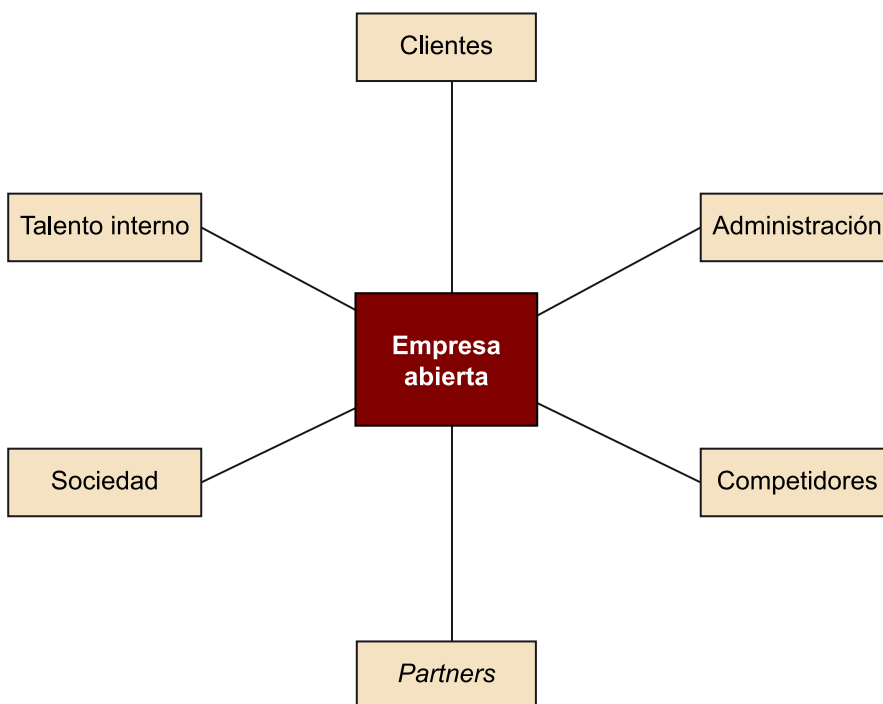 Clientes
Talento interno
Administración
Empresa
abierta
Sociedad
Competidores
Partners